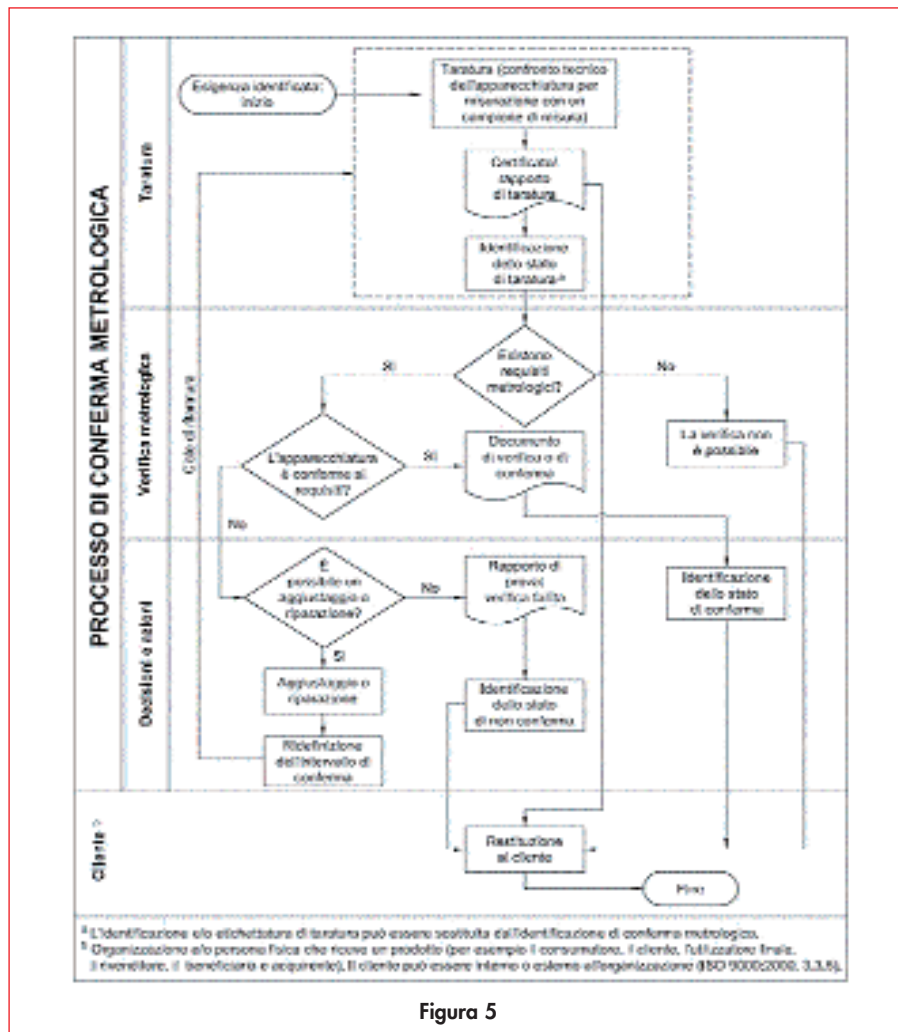 PROCESSO DI CONFERMA METROLOGICA
Taratura
Esigenza identificata:
inizio
Taratura (confronto tecnico
dell'apparecchiatura per
misurazione con un
campione di misura)
Certificato/
rapporto
di taratura
Identificazione
dello stato
di taratura a
Verifica metrologica
Ciclo di ritaratura
Esistono
requisiti
metrologici?
Sì
No
L'apparecchiatura
è conforme ai
requisiti?
Sì
Documento
di verifica o di
conferma
La verifica non
è possibile
No
Decisioni e azioni
È
possibile un
aggiustaggio o
riparazione?
No
Rapporto di
prova:
verifica fallita
Identificazione
dello stato
di conferma
Sì
Aggiustaggio o
riparazione
Identificazione
dello stato
di non conferma
Ridefinizione
dell'intervallo di
conferma
Cliente b
Restituzione
al cliente
Fine
a L'identificazione e/o etichettatura di taratura può essere sostituita dall'identificazione di conferma metrologica.
b Organizzazione e/o persona fisica che riceve un prodotto (per esempio il consumatore, il cliente, l'utilizzatore finale,
il rivenditore, il beneficiario e acquirente). Il cliente può essere interno o esterno all'organizzazione (ISO 9000:2000, 3.3.5).
Figura 5